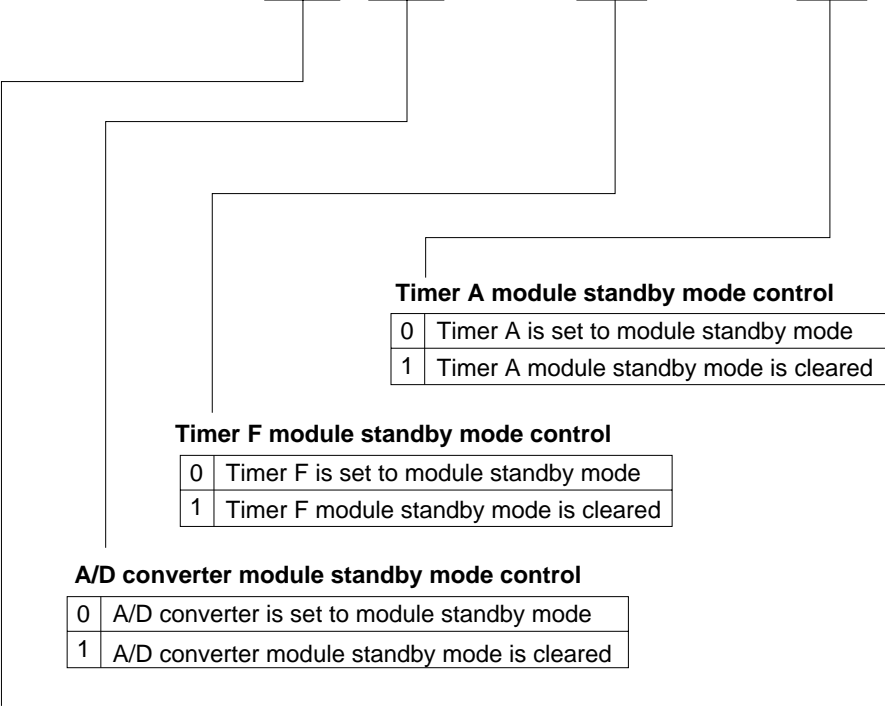 Timer A module standby mode control
0 Timer A is set to module standby mode
1 Timer A module standby mode is cleared
Timer F module standby mode control
0 Timer F is set to module standby mode
1 Timer F module standby mode is cleared
A/D converter module standby mode control
0 A/D converter is set to module standby mode
1 A/D converter module standby mode is cleared